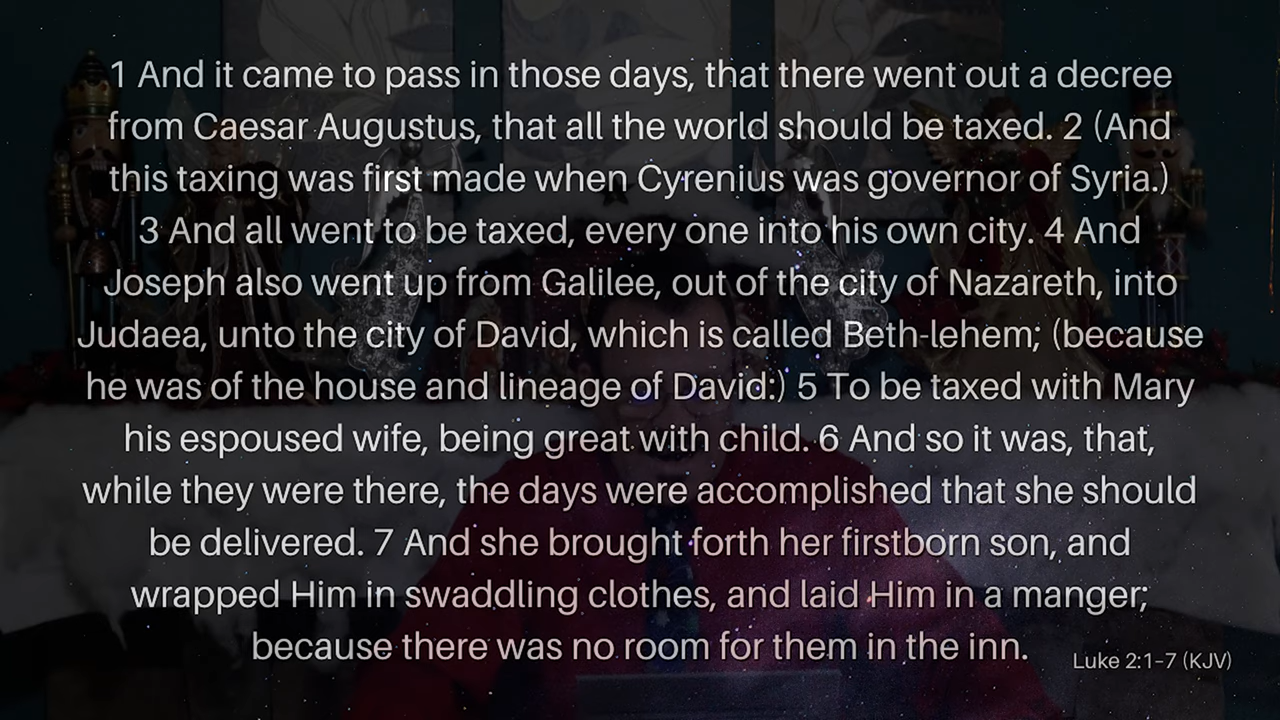 1 And it came to pass in those days, that there went out a decree
from Caesar Augustus, that all the world should be taxed. 2 (And
this taxing was first made when Cyrenius was governor of Syria.)
3 And all went to be taxed, every one into his own city. 4 And
Joseph also went up from Galilee, out of the city of Nazareth, into
Judaea, unto the city of David, which is called Beth-lehem; (because
he was of the house and lineage of David:) 5 To be taxed with Mary
his espoused wife, being great with child. 6 And so it was, that,
while they were there, the days were accomplished that she should
be delivered. 7 And she brought forth her firstborn son, and
wrapped Him in swaddling clothes, and laid Him in a manger;
because there was no room for them in the inn.
Luke 2:1-7 (KJV)